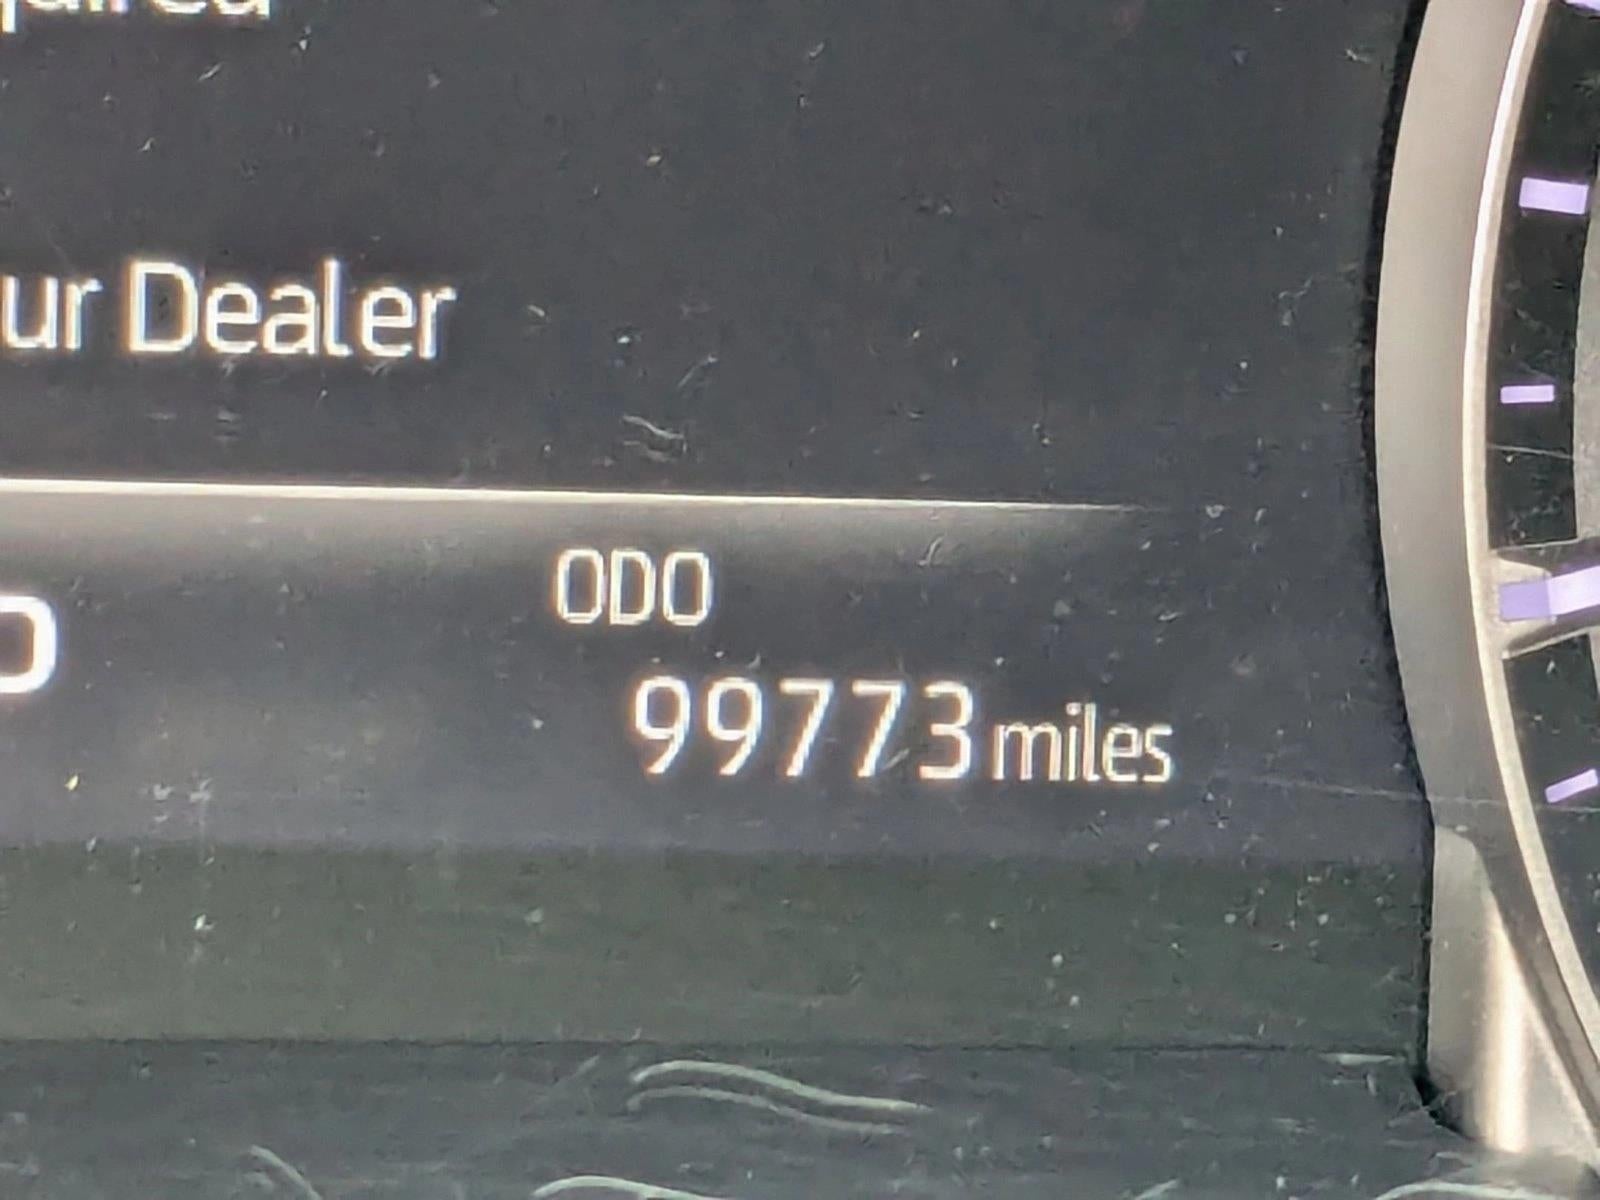 ur Dealer
ODO
99773 miles